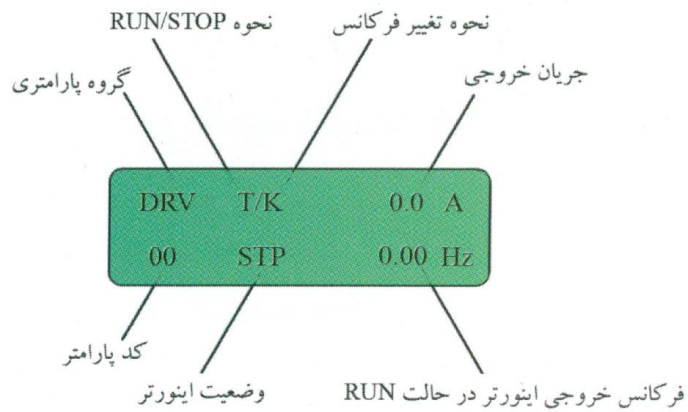 نحوه RUN/STOP
نحوه تغییر فرکانس
گروه پارامتری
جریان خروجی
DRV T/K 0.0 A
00 STP 0.00 Hz
کد پارامتر
وضعیت اینورتر
فرکانس خروجی اینورتر در حالت RUN